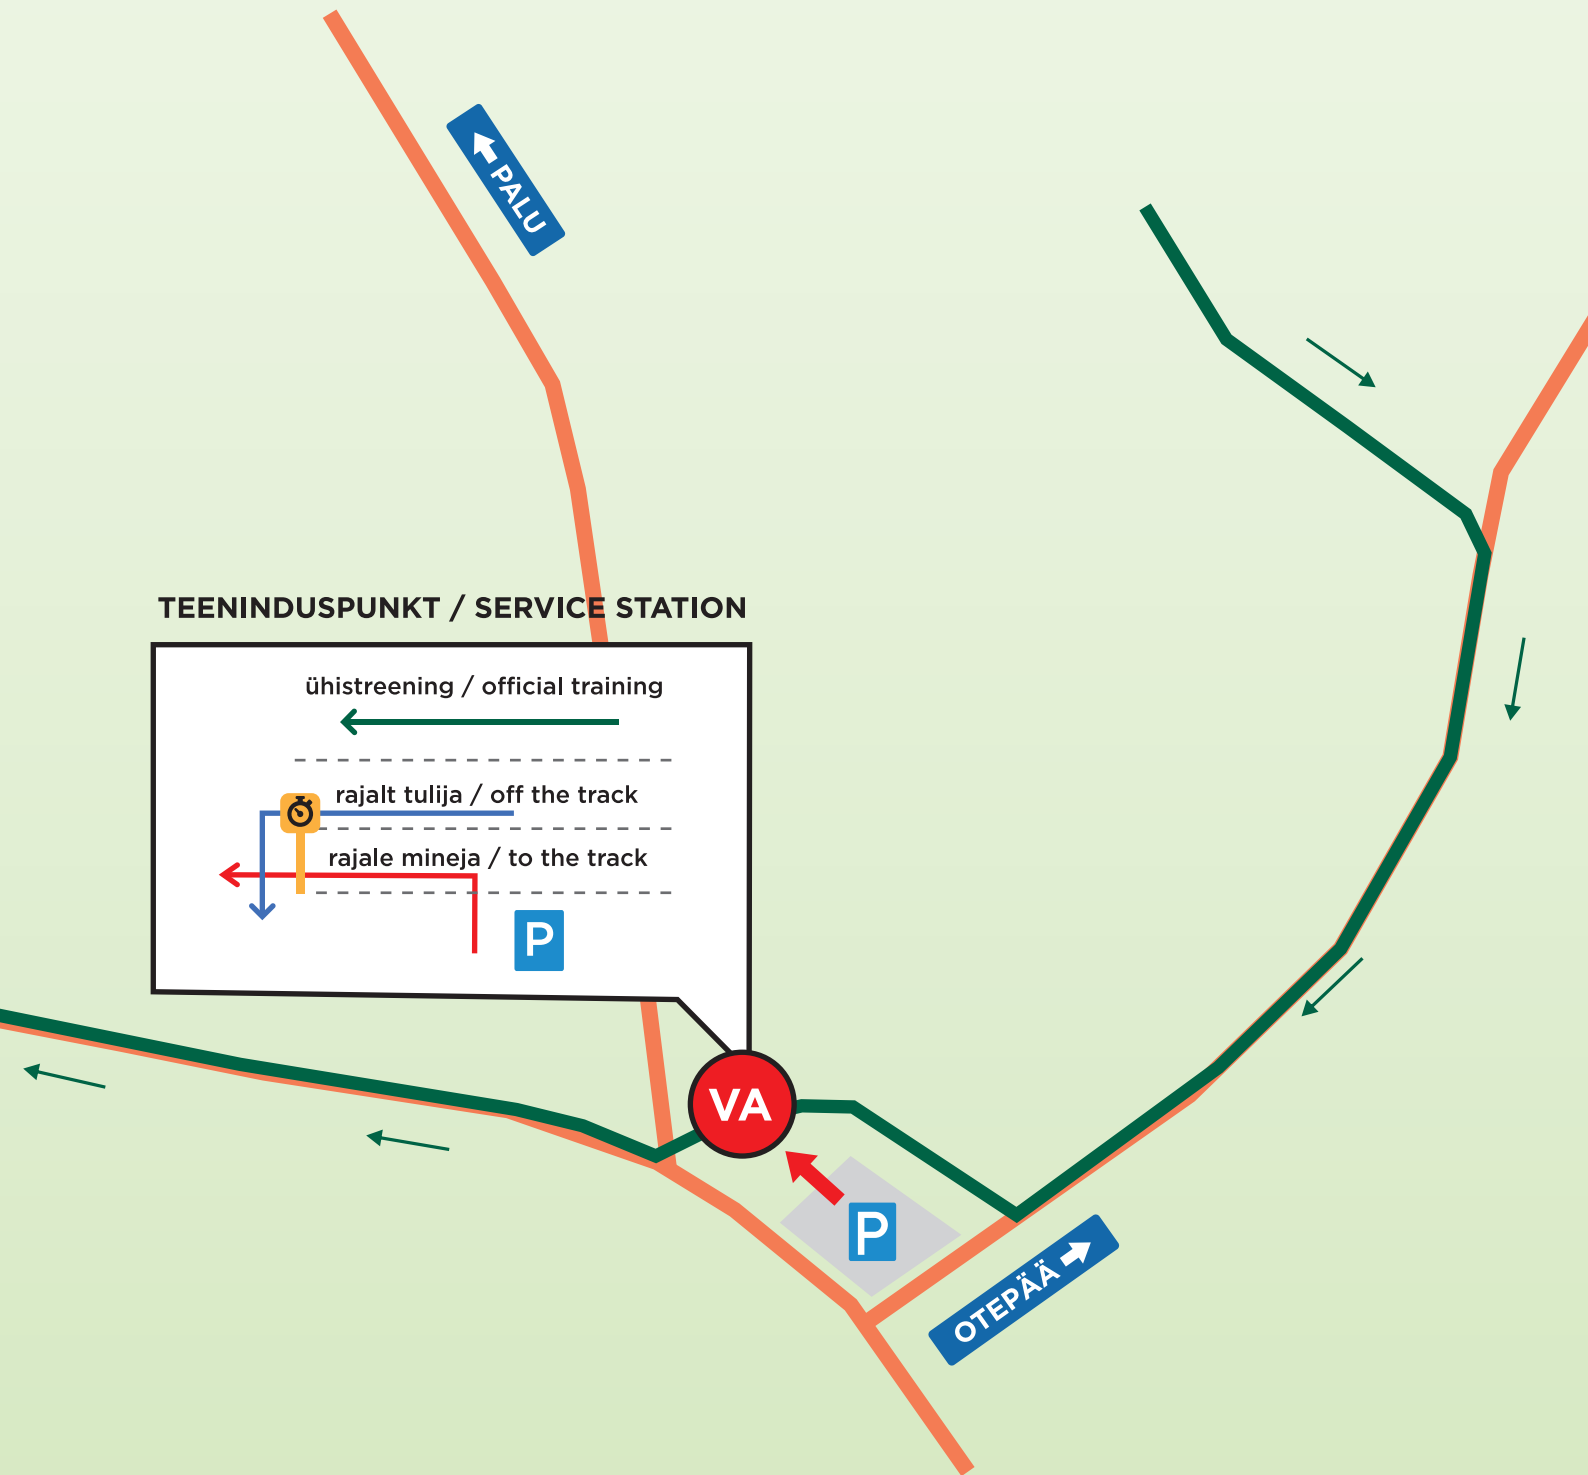 PALU
TEENINDUSPUNKT / SERVICE STATION
ühistreening / official training
rajalt tulija / off the track
rajale mineja / to the track
P
VA
P
OTEPÄÄ